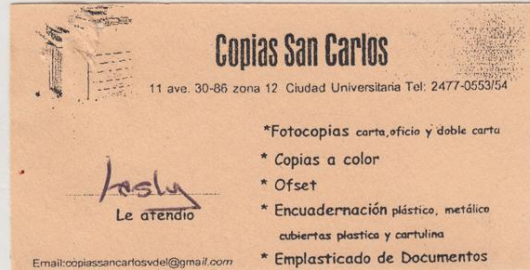 Copias San Carlos
11 ave. 30-86 zona 12 Ciudad Universitaria Tel: 2477-0553/54
*Fotocopias carta,oficio y doble carta
* Copias a color
* Ofset
* Encuadernación plástico, metálico
cubiertas plastica y cartulina
* Emplasticado de Documentos
Lesly
Le atendio
Email:copiassancarlosvdel@gmail.com